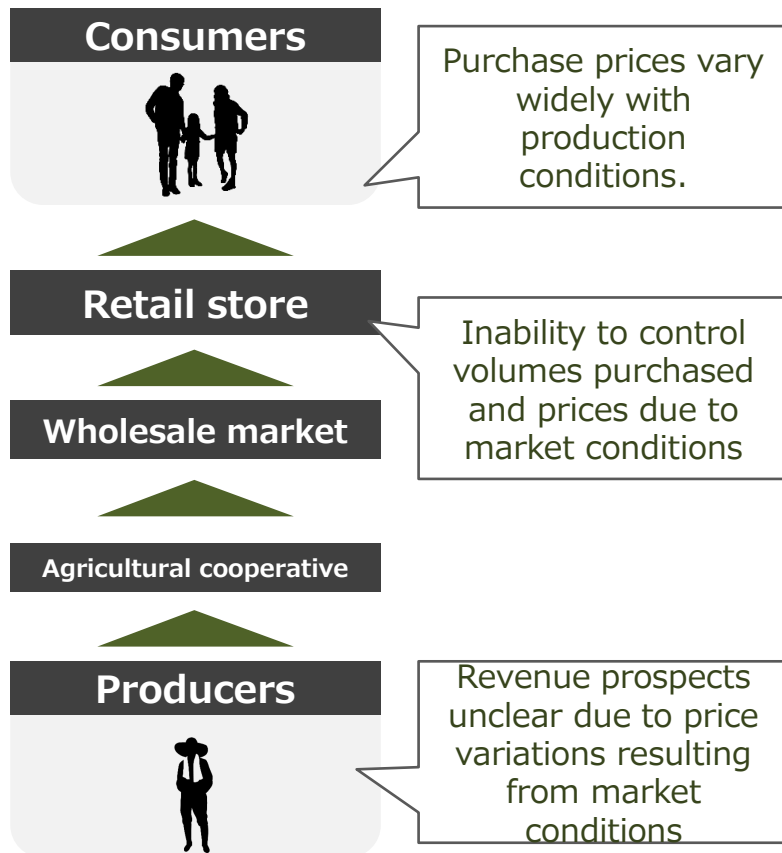 Consumers
Purchase prices vary
widely with
production
conditions.
Retail store
Inability to control
volumes purchased
and prices due to
market conditions
Wholesale market
Agricultural cooperative
Producers
Revenue prospects
unclear due to price
variations resulting
from market
conditions